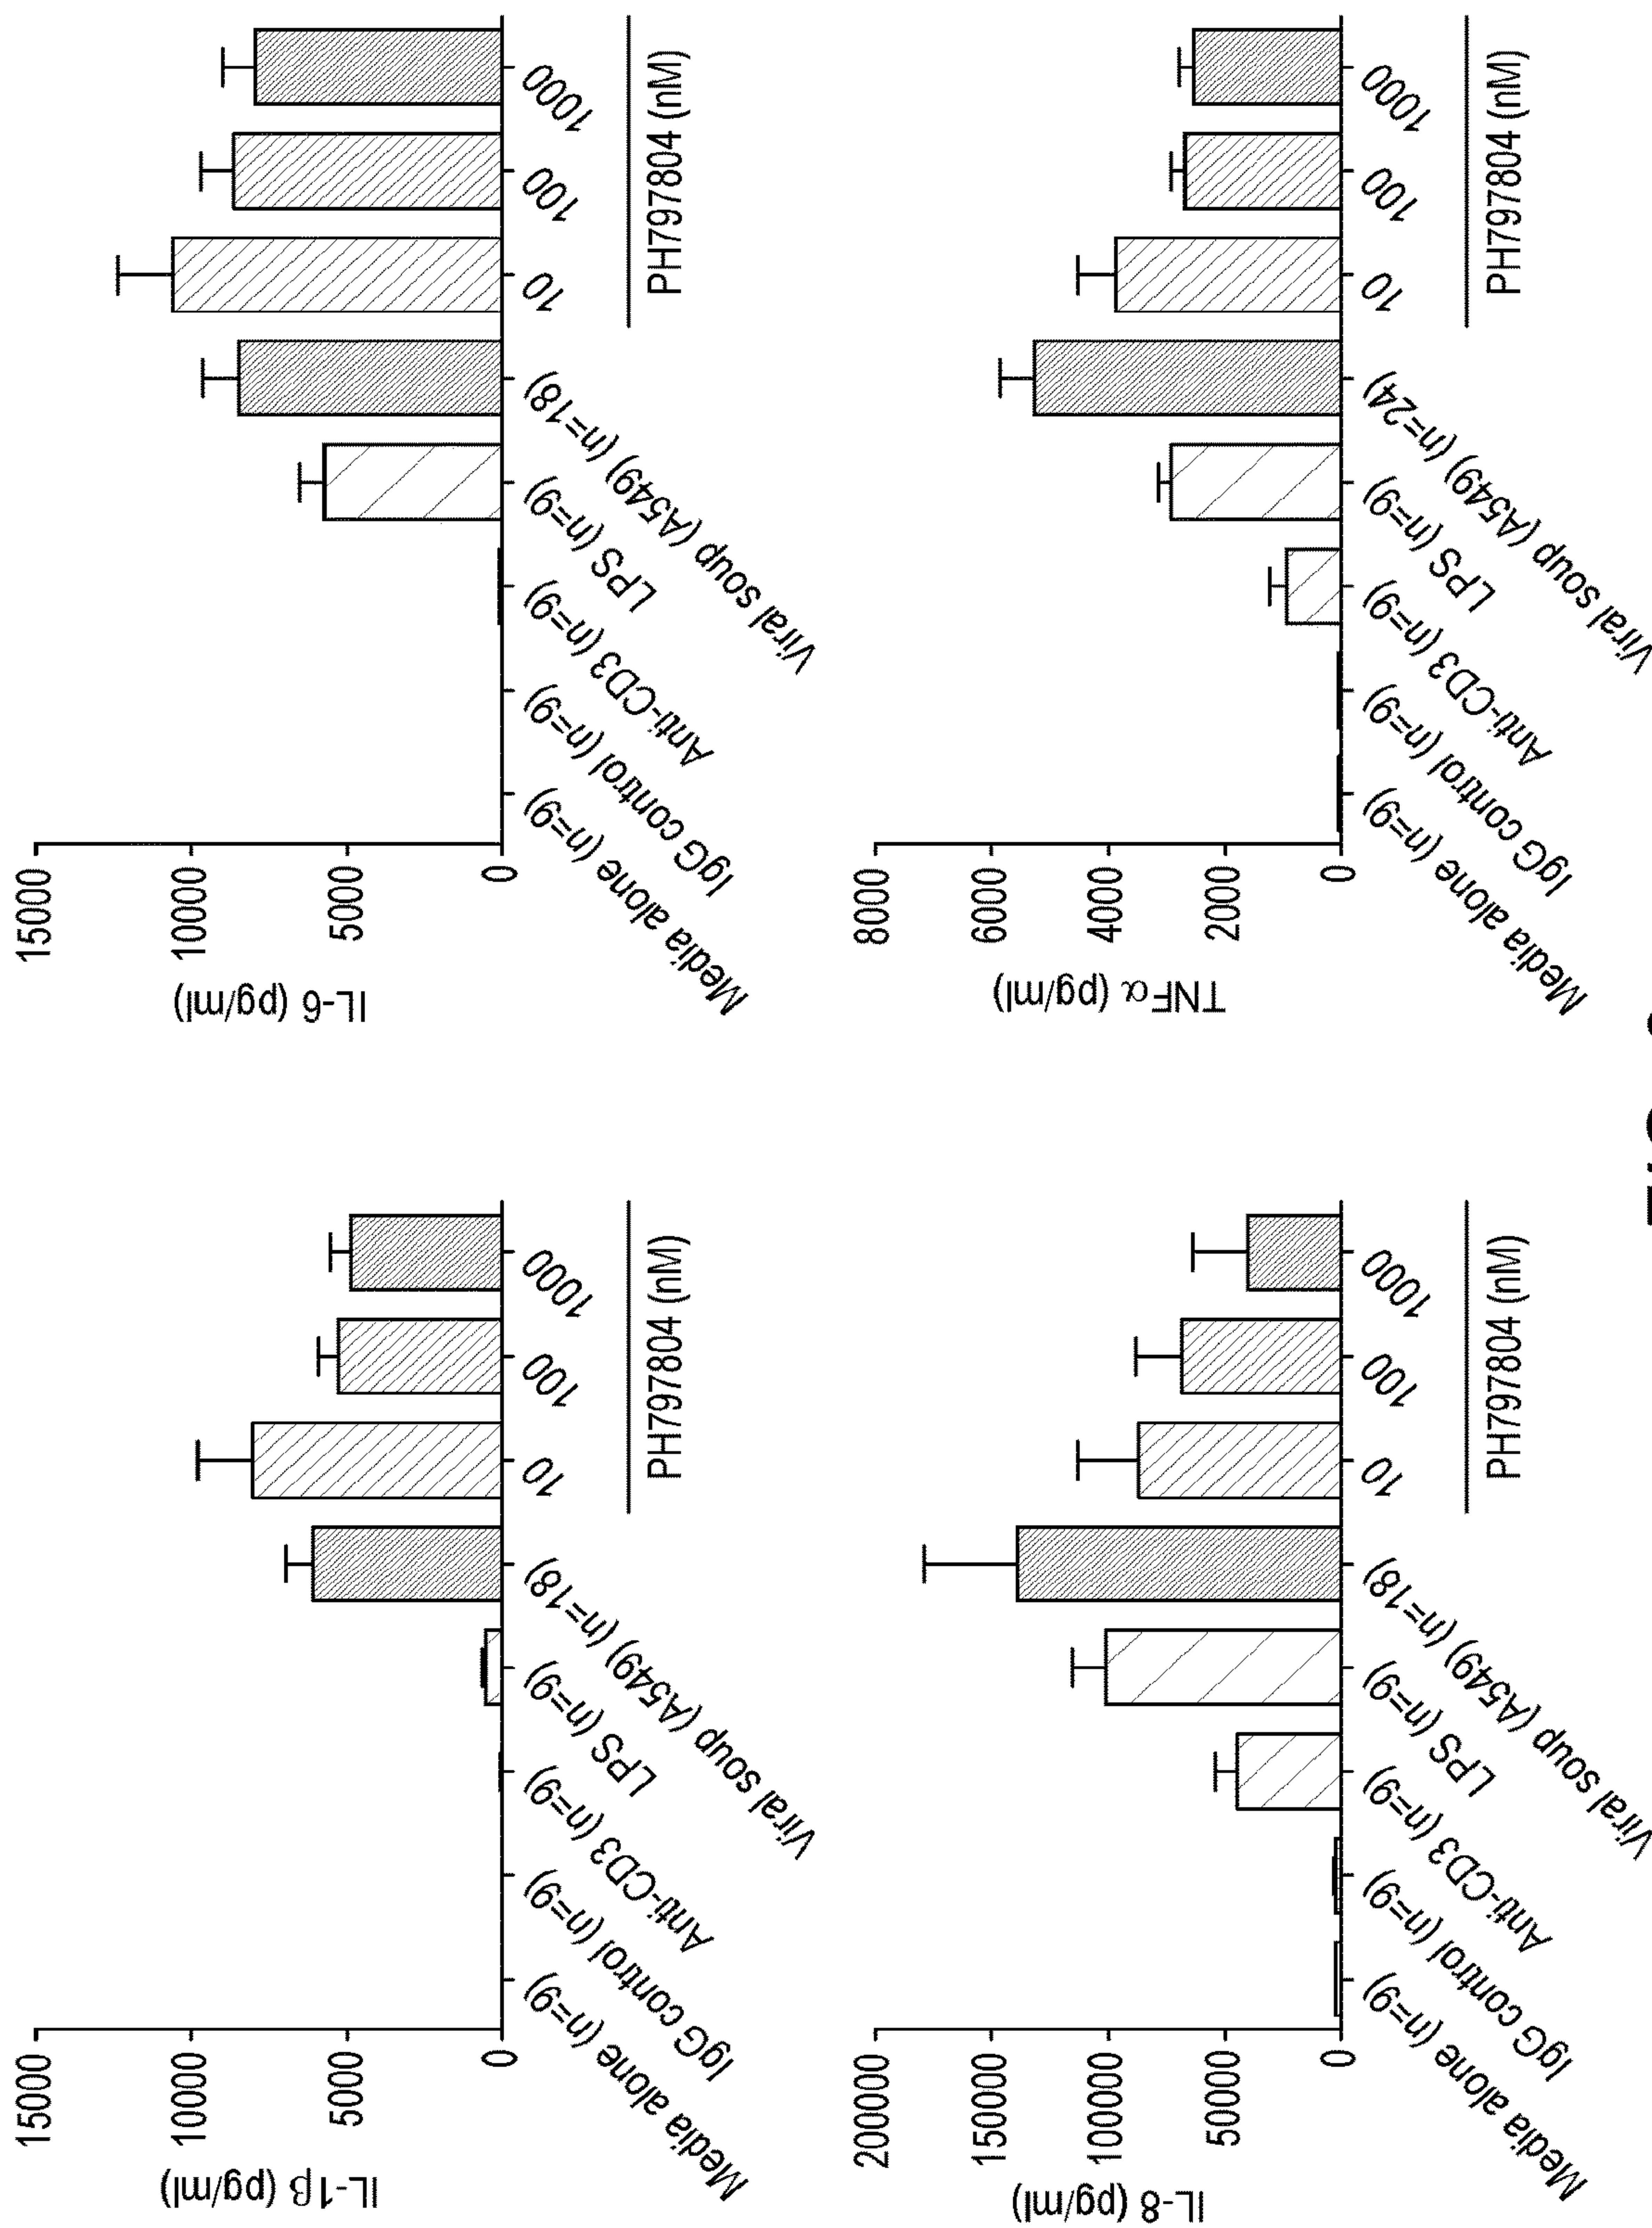 IL-1β (pg/ml)
15000
10000
5000
0
Media alone (n=9)
IgG control (n=9)
Anti-CD3 (n=9)
LPS (n=9)
Viral soup (A549) (n=18)
10
100
1000
PH797804 (nM)
IL-6 (pg/ml)
15000
10000
5000
0
Media alone (n=9)
IgG control (n=9)
Anti-CD3 (n=9)
LPS (n=9)
Viral soup (A549) (n=18)
10
100
1000
PH797804 (nM)
IL-8 (pg/ml)
200000
150000
100000
50000
0
Media alone (n=9)
IgG control (n=9)
Anti-CD3 (n=9)
LPS (n=9)
Viral soup (A549) (n=18)
10
100
1000
PH797804 (nM)
TNFα (pg/ml)
8000
6000
4000
2000
0
Media alone (n=9)
IgG control (n=9)
Anti-CD3 (n=9)
LPS (n=9)
Viral soup (A549) (n=24)
10
100
1000
PH797804 (nM)